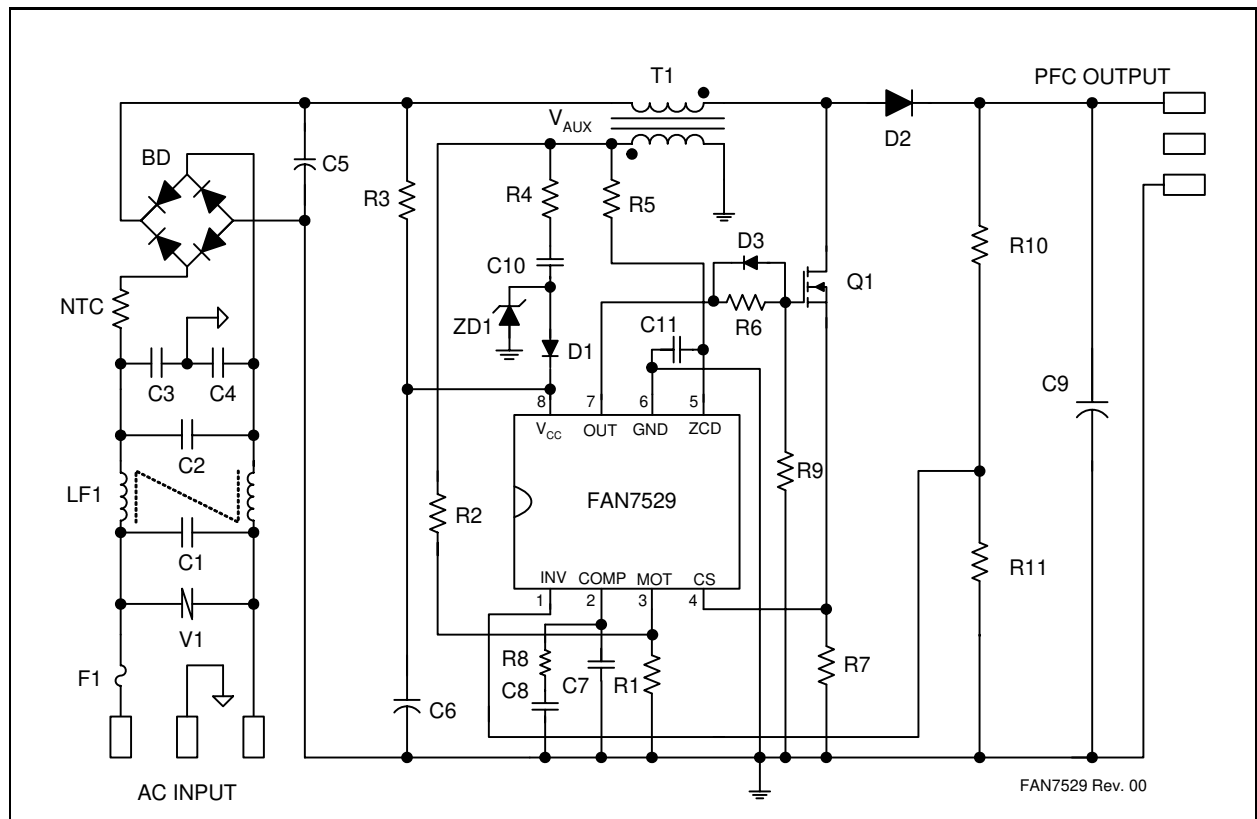 T1
PFC OUTPUT
VAUX
D2
BD
C5
R3
R4
R5
D3
R10
C10
Q1
NTC
ZD1
R6
C11
D1
C3
C4
C9
8
7
6
5
VCC
OUT
GND
ZCD
C2
R9
LF1
R2
FAN7529
C1
R11
INV
COMP
MOT
CS
1
2
3
4
V1
R8
R7
F1
C7
R1
C8
C6
AC INPUT
FAN7529 Rev. 00